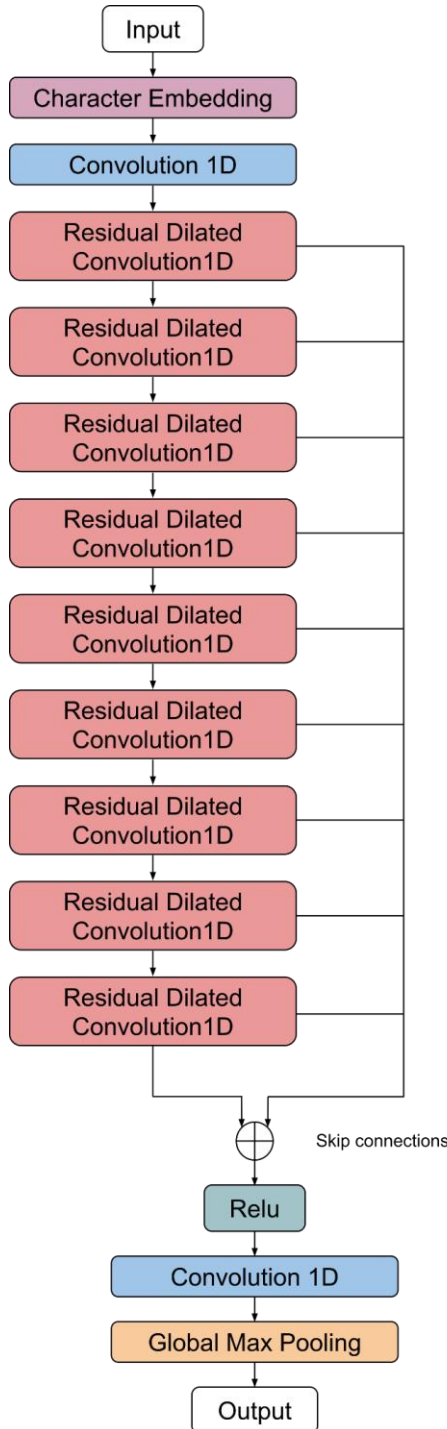 Input
Character Embedding
Convolution 1D
Residual Dilated
Convolution1D
Residual Dilated
Convolution1D
Residual Dilated
Convolution1D
Residual Dilated
Convolution1D
Residual Dilated
Convolution1D
Residual Dilated
Convolution1D
Residual Dilated
Convolution1D
Residual Dilated
Convolution1D
Residual Dilated
Convolution1D
Skip connections
Relu
Convolution 1D
Global Max Pooling
Output